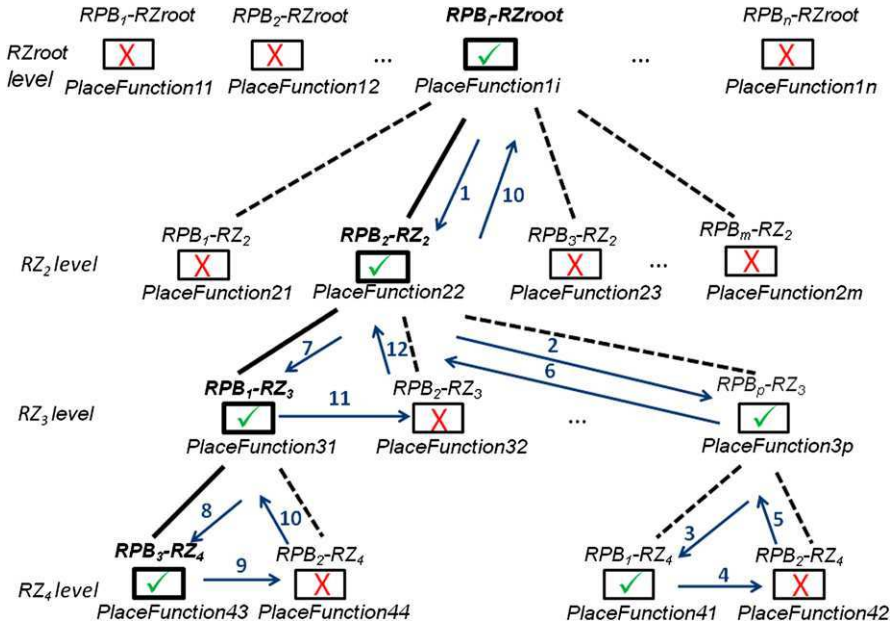 RPB₁-RZroot RPB₂-RZroot RPBᵢ-RZroot RPBₙ-RZroot
RZroot
level
... ...
PlaceFunction11 PlaceFunction12 PlaceFunction1i PlaceFunction1n
1 10
RPB₁-RZ₂ RPB₂-RZ₂ RPB₃-RZ₂ RPBₘ-RZ₂
RZ₂ level ...
PlaceFunction21 PlaceFunction22 PlaceFunction23 PlaceFunction2m
7 12 2
6
RPB₁-RZ₃ RPB₂-RZ₃ RPBₚ-RZ₃
RZ₃ level 11 ...
PlaceFunction31 PlaceFunction32 PlaceFunction3p
8 10 3 5
RPB₃-RZ₄ RPB₂-RZ₄ RPB₁-RZ₄ RPB₂-RZ₄
9 4
RZ₄ level
PlaceFunction43 PlaceFunction44 PlaceFunction41 PlaceFunction42